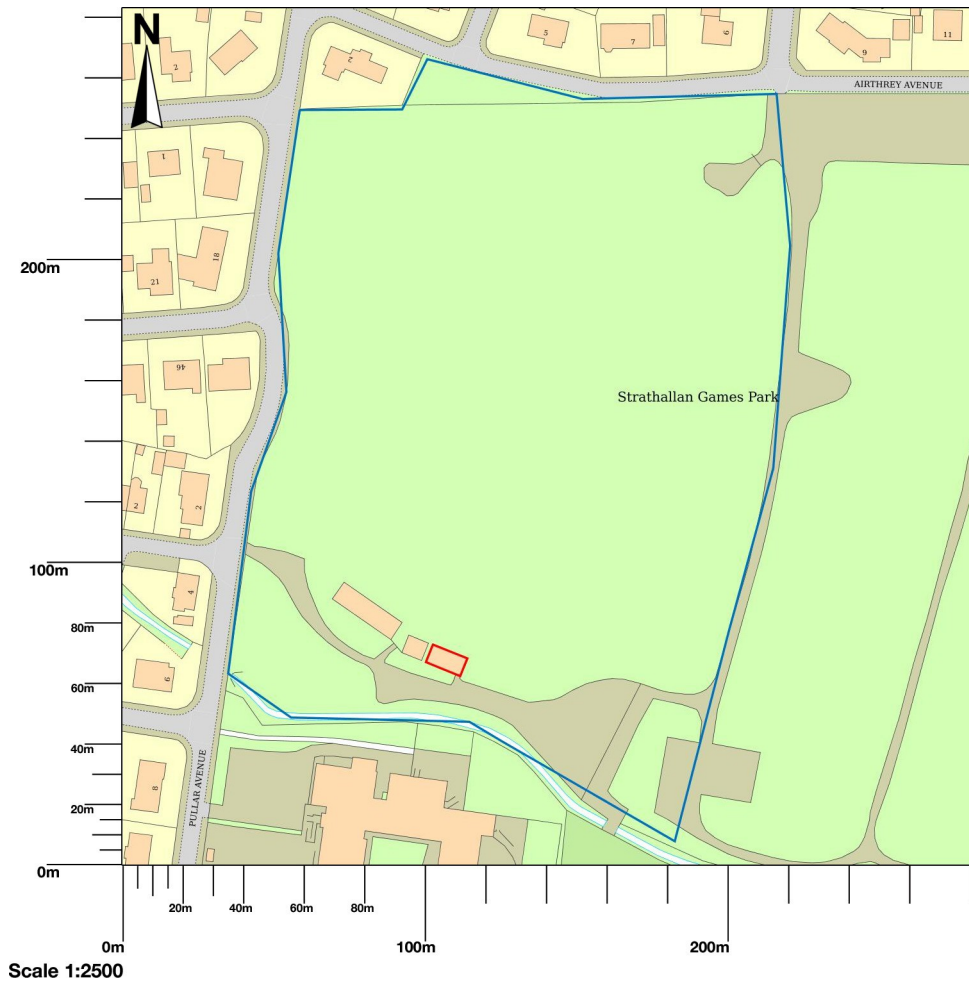 N
2
2
5
7
6
9
11
AIRTHREY AVENUE
1
18
21
200m
46
Strathallan Games Park
2
2
100m
4
80m
6
60m
40m
PULLAR AVENUE
8
20m
0m
20m
40m
60m
80m
0m
100m
200m
Scale 1:2500